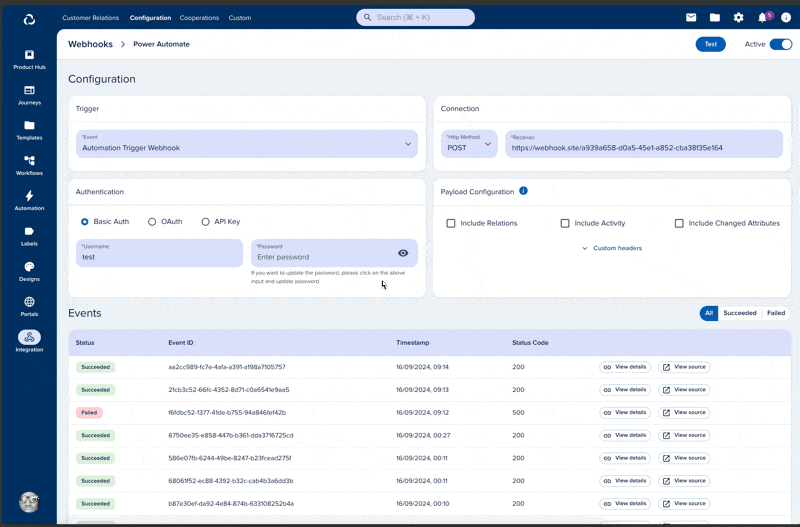 Customer Relations Configuration Cooperations Custom Search (⌘ + K) 5
Webhooks > Power Automate Test Active
Product Hub
Journeys
Templates
Workflows
Automation
Labels
Designs
Portals
Integration
Configuration
Trigger
*Event
Automation Trigger Webhook
Connection
*Http Method
POST
*Receiver
https://webhook.site/a939a658-d0a5-45e1-a852-cba38f35e164
Authentication
Basic Auth OAuth API Key
*Username
test
*Password
Enter password
If you want to update the password, please click on the above
input and update password
Payload Configuration
Include Relations Include Activity Include Changed Attributes
Custom headers
Events All Succeeded Failed
Status Event ID Timestamp Status Code
Succeeded aa2cc989-fc7e-4afa-a391-a198a7105757 16/09/2024, 09:14 200 View details View source
Succeeded 21cb3c52-66fc-4352-8d71-c0a6541e9aa5 16/09/2024, 09:13 200 View details View source
Failed f6fdbc52-1377-41de-b755-94a846fef42b 16/09/2024, 09:12 500 View details View source
Succeeded 6750ee35-e858-447b-b361-dda3716725cd 16/09/2024, 00:27 200 View details View source
Succeeded 586e07fb-6244-49be-8247-b23fcead275f 16/09/2024, 00:11 200 View details View source
Succeeded 68061f52-ec88-4392-b32c-cab4b3a6dd3b 16/09/2024, 00:11 200 View details View source
Succeeded b87e30ef-da92-4e84-874b-633108252b4a 16/09/2024, 00:10 200 View details View source